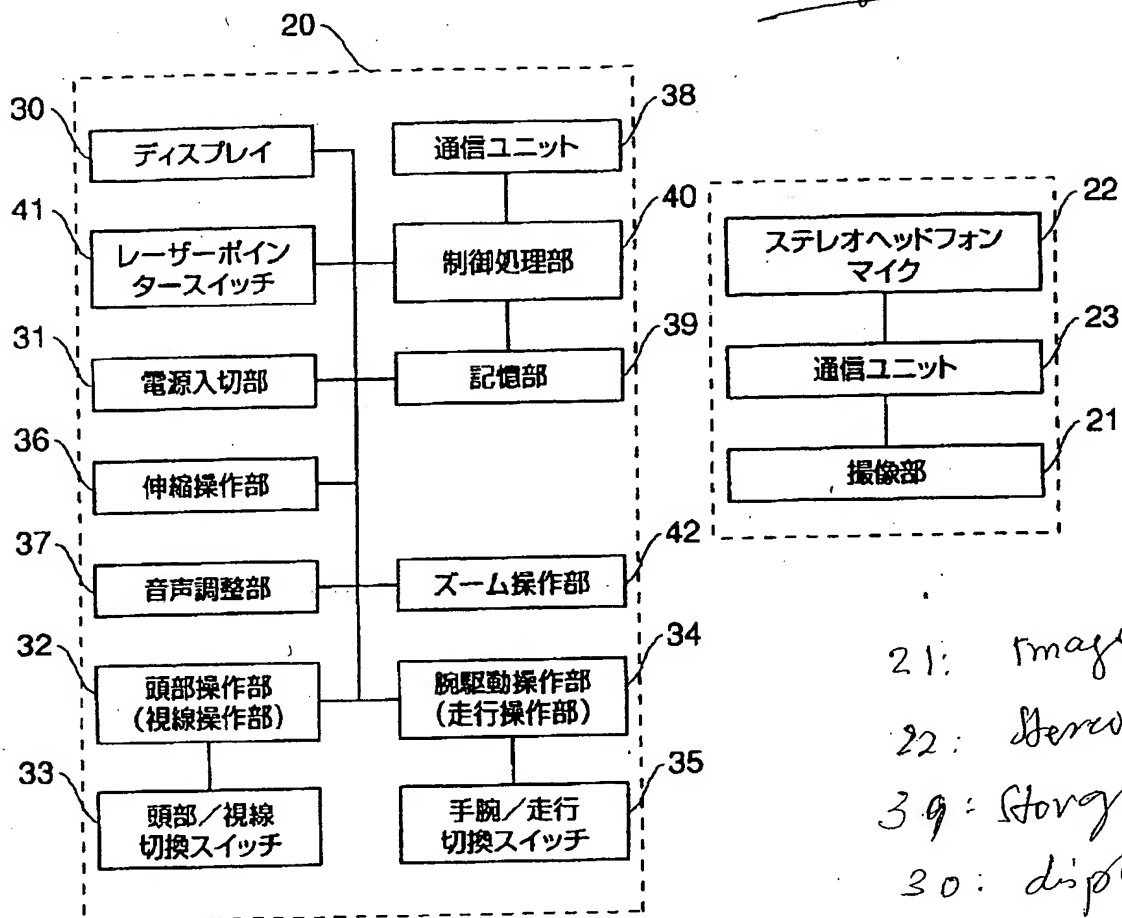 20
30
ディスプレイ
38
通信ユニット
41
レーザーポイン
タースイッチ
40
制御処理部
22
ステレオヘッドフォン
マイク
31
電源入切部
39
記憶部
23
通信ユニット
36
伸縮操作部
21
撮像部
37
音声調整部
42
ズーム操作部
32
頭部操作部
(視線操作部)
34
腕駆動操作部
(走行操作部)
33
頭部/視線
切換スイッチ
35
手腕/走行
切換スイッチ
21:
22:
39:
30: